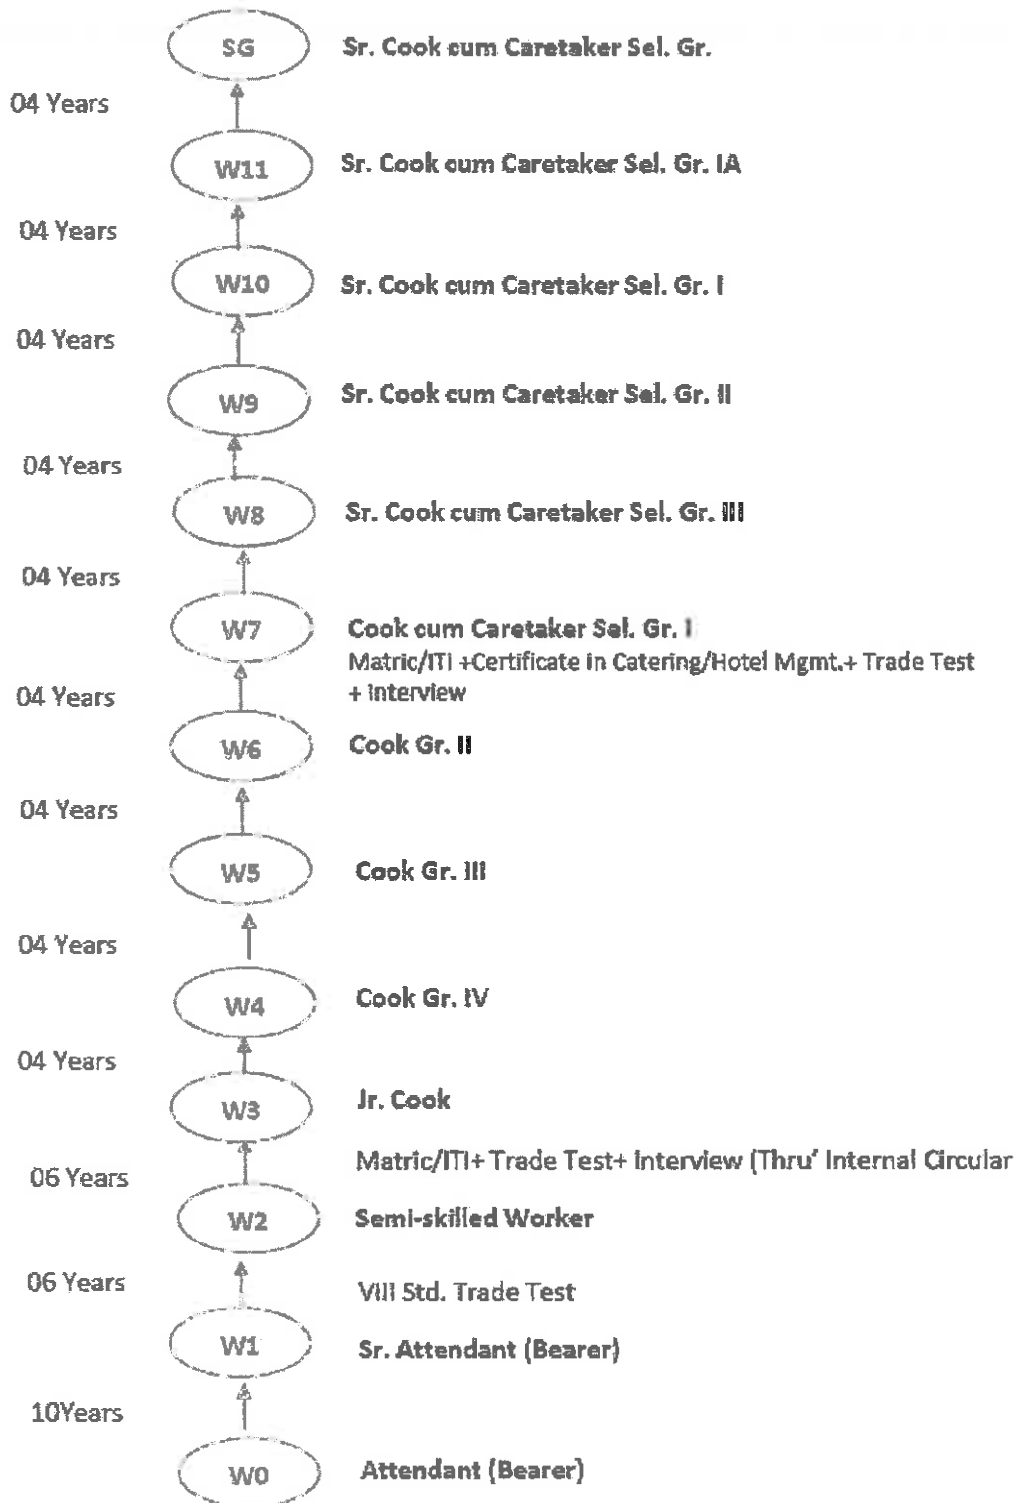 SG Sr. Cook cum Caretaker Sel. Gr.
04 Years
W11 Sr. Cook cum Caretaker Sel. Gr. IA
04 Years
W10 Sr. Cook cum Caretaker Sel. Gr. I
04 Years
W9 Sr. Cook cum Caretaker Sel. Gr. II
04 Years
W8 Sr. Cook cum Caretaker Sel. Gr. III
04 Years
W7 Cook cum Caretaker Sel. Gr. I
Matric/ITI +Certificate in Catering/Hotel Mgmt.+ Trade Test
+ Interview
04 Years
W6 Cook Gr. II
04 Years
W5 Cook Gr. III
04 Years
W4 Cook Gr. IV
04 Years
W3 Jr. Cook
Matric/ITI+ Trade Test+ Interview (Thru' Internal Circular
06 Years
W2 Semi-skilled Worker
06 Years
VIII Std. Trade Test
W1 Sr. Attendant (Bearer)
10Years
W0 Attendant (Bearer)